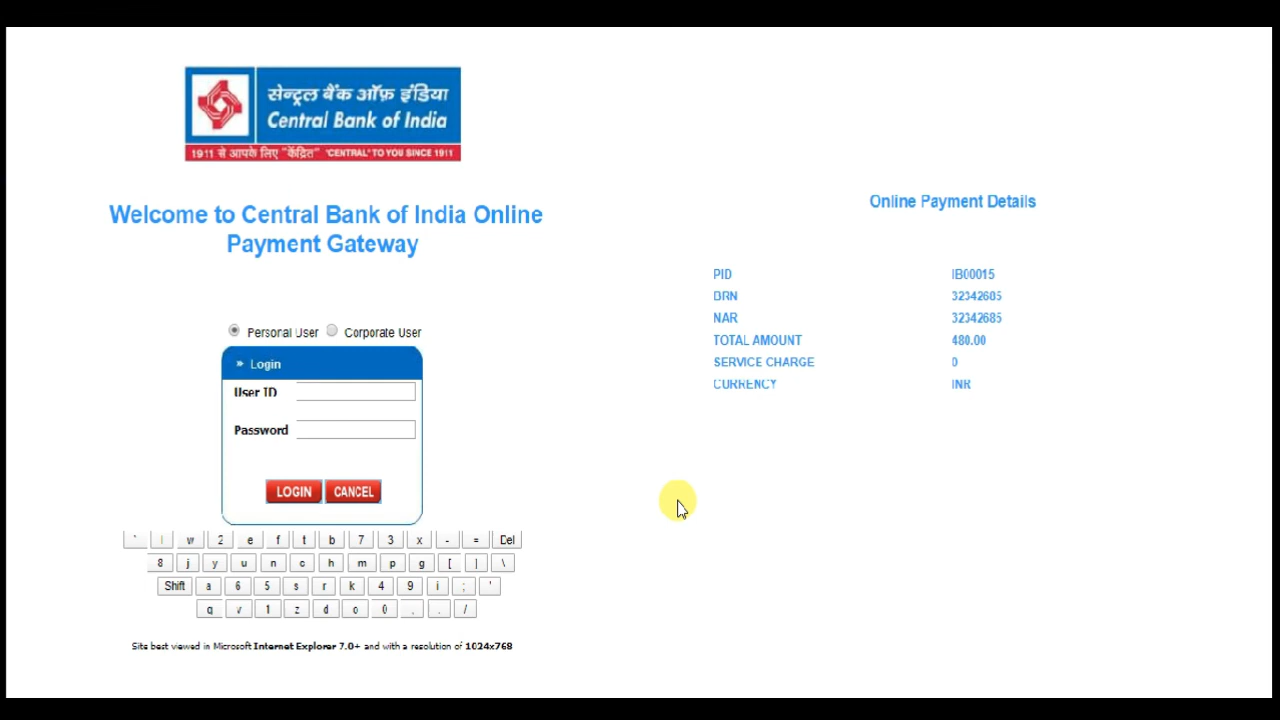 सेन्ट्रल बैंक ऑफ़ इंडिया
Central Bank of India
1911 से आपके लिए "केंद्रित" "CENTRAL" TO YOU SINCE 1911
Welcome to Central Bank of India Online
Payment Gateway
Personal User Corporate User
» Login
User ID
Password
LOGIN CANCEL
` l w 2 e f t b 7 3 x - = Del
8 j y u n c h m p g [ ] \
Shift a 6 5 s r k 4 9 i ; '
q v 1 z d o 0 , . /
Site best viewed in Microsoft Internet Explorer 7.0+ and with a resolution of 1024x768
Online Payment Details
PID IB00015
BRN 32342685
NAR 32342685
TOTAL AMOUNT 480.00
SERVICE CHARGE 0
CURRENCY INR